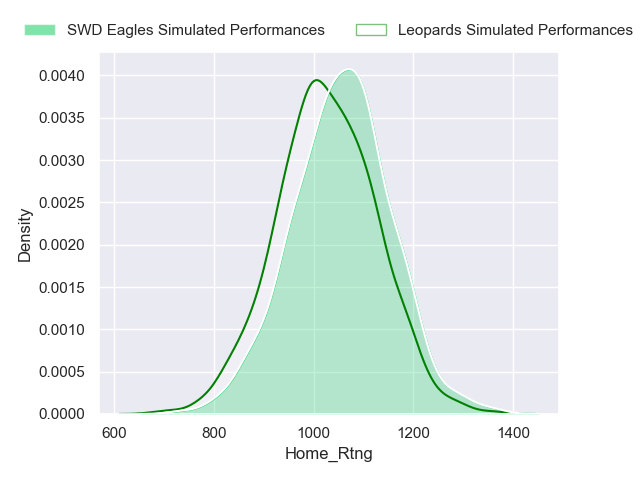 SWD Eagles Simulated Performances  Leopards Simulated Performances
0.0040
0.0035
0.0030
0.0025
0.0020
0.0015
0.0010
0.0005
0.0000
Density
600 800 1000 1200 1400
Home_Rtng